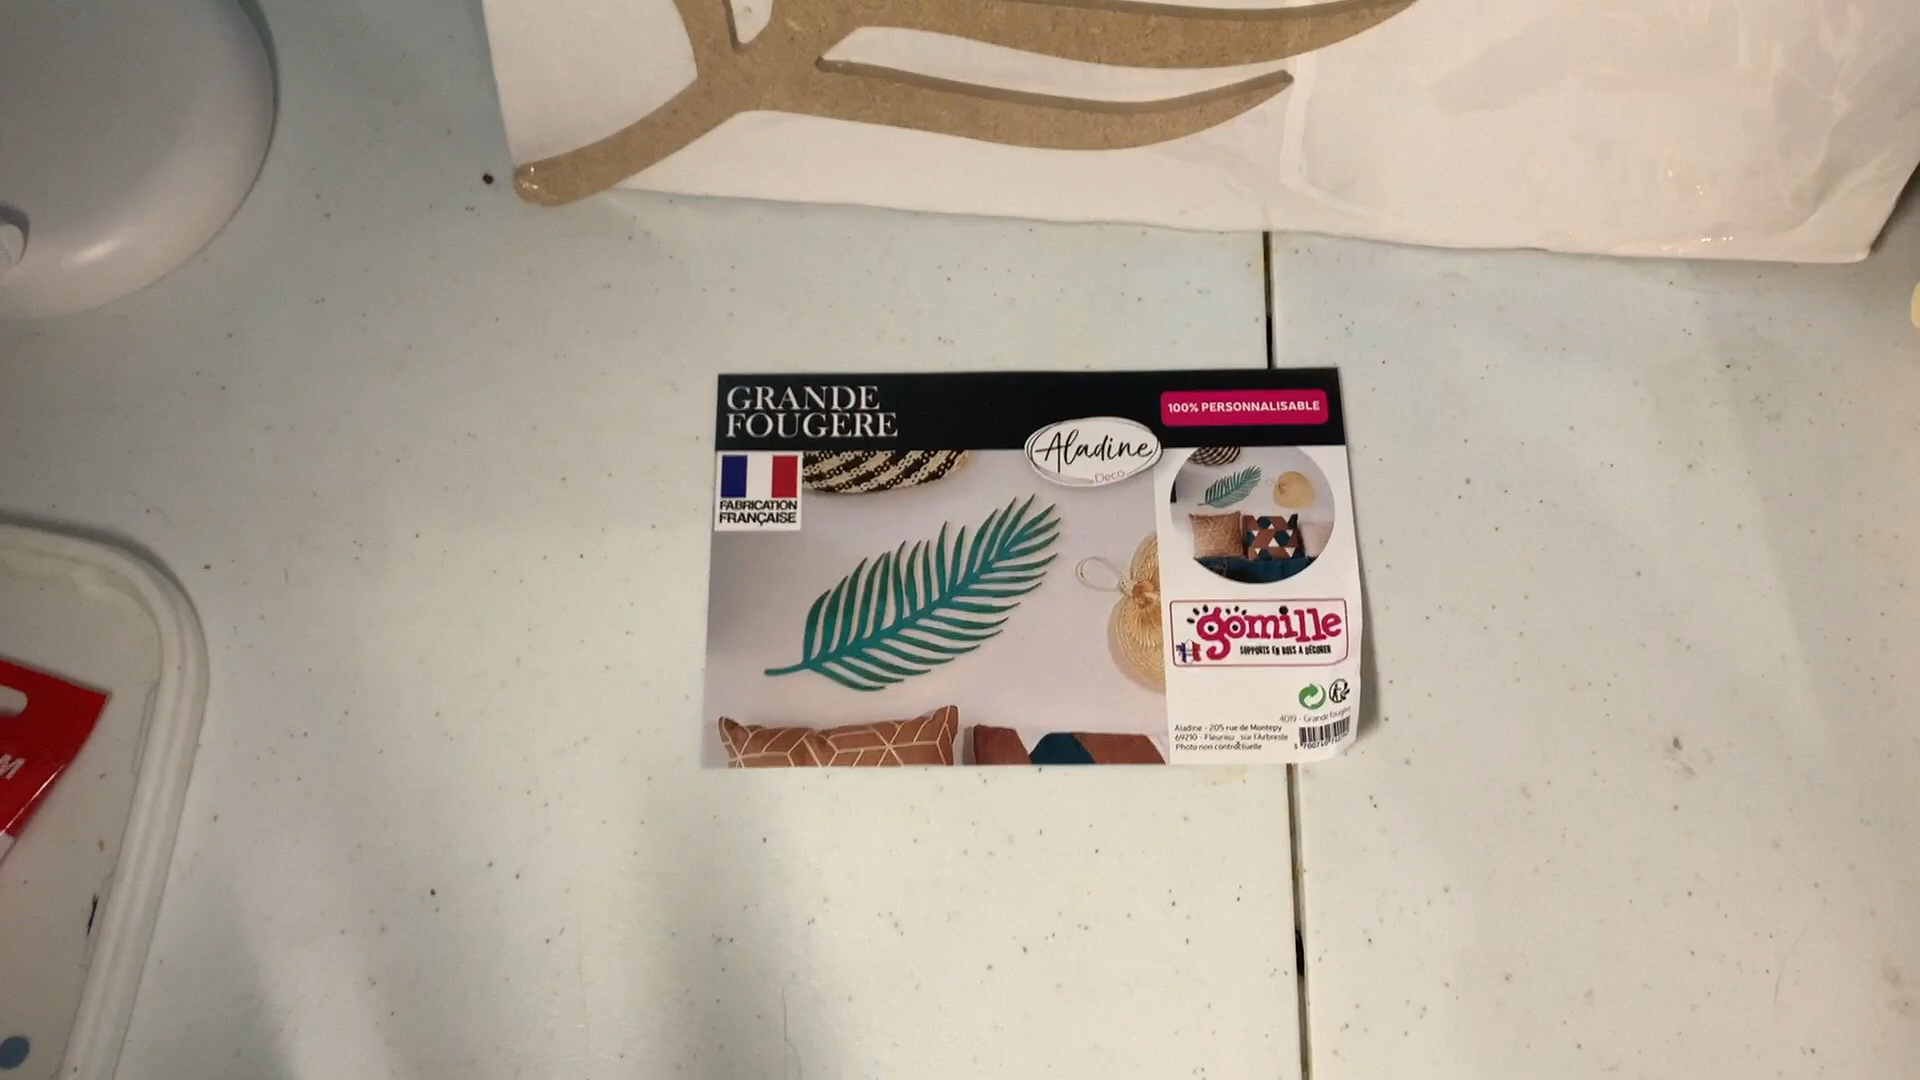 GRANDE
FOUGÈRE
100% PERSONNALISABLE
Aladine
Deco
FABRICATION
FRANÇAISE
gomille
SUPPORTS EN BOIS A DÉCORER
4019 - Grande fougère
Aladine - 205 rue de Montepy
69210 - Fleurieu sur l'Arbresle
Photo non contractuelle
M